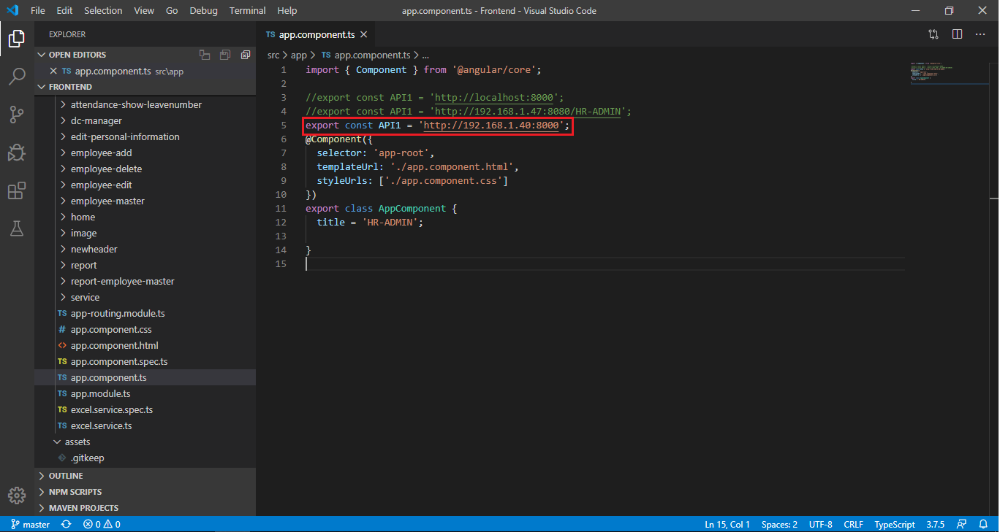 File Edit Selection View Go Debug Terminal Help app.component.ts - Frontend - Visual Studio Code
EXPLORER
OPEN EDITORS
TS app.component.ts src\app
FRONTEND
attendance-show-leavenumber
dc-manager
edit-personal-information
employee-add
employee-delete
employee-edit
employee-master
home
image
newheader
report
report-employee-master
service
TS app-routing.module.ts
# app.component.css
<> app.component.html
TS app.component.spec.ts
TS app.component.ts
TS app.module.ts
TS excel.service.spec.ts
TS excel.service.ts
assets
.gitkeep
OUTLINE
NPM SCRIPTS
MAVEN PROJECTS
TS app.component.ts
src > app > TS app.component.ts > ...
1 import { Component } from '@angular/core';
2
3 //export const API1 = 'http://localhost:8000';
4 //export const API1 = 'http://192.168.1.47:8080/HR-ADMIN';
5 export const API1 = 'http://192.168.1.40:8000';
6 @Component({
7 selector: 'app-root',
8 templateUrl: './app.component.html',
9 styleUrls: ['./app.component.css']
10 })
11 export class AppComponent {
12 title = 'HR-ADMIN';
13
14 }
15
master 0 0 Ln 15, Col 1 Spaces: 2 UTF-8 CRLF TypeScript 3.7.5